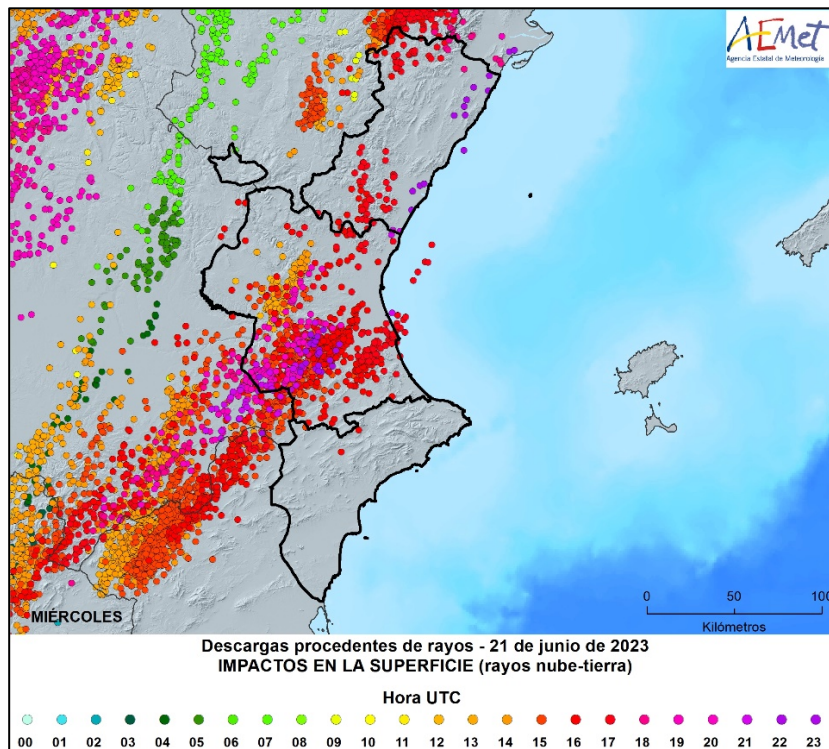 AEMet
Agencia Estatal de Meteorología
MIÉRCOLES
0 50 100
Kilómetros
Descargas procedentes de rayos - 21 de junio de 2023
IMPACTOS EN LA SUPERFICIE (rayos nube-tierra)
Hora UTC
00 01 02 03 04 05 06 07 08 09 10 11 12 13 14 15 16 17 18 19 20 21 22 23